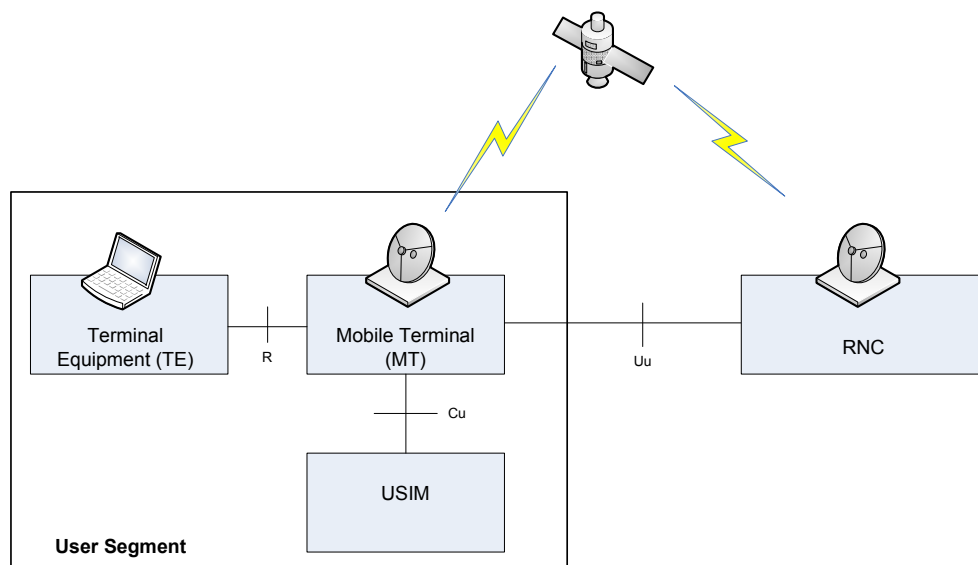 Terminal
Equipment (TE)
R
Mobile Terminal
(MT)
Uu
RNC
Cu
USIM
User Segment